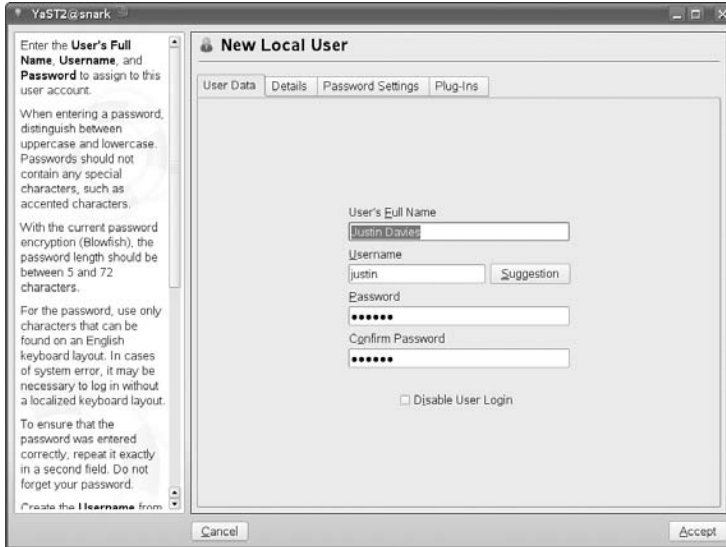 YaST2@snark
Enter the User's Full
Name, Username, and
Password to assign to this
user account.
When entering a password,
distinguish between
uppercase and lowercase.
Passwords should not
contain any special
characters, such as
accented characters.
With the current password
encryption (Blowfish), the
password length should be
between 5 and 72
characters.
For the password, use only
characters that can be
found on an English
keyboard layout. In cases
of system error, it may be
necessary to log in without
a localized keyboard layout.
To ensure that the
password was entered
correctly, repeat it exactly
in a second field. Do not
forget your password.
Create the Username from
New Local User
User Data Details Password Settings Plug-Ins
User's Full Name
Justin Davies
Username
justin Suggestion
Password
●●●●●●
Confirm Password
●●●●●●
Disable User Login
Cancel Accept